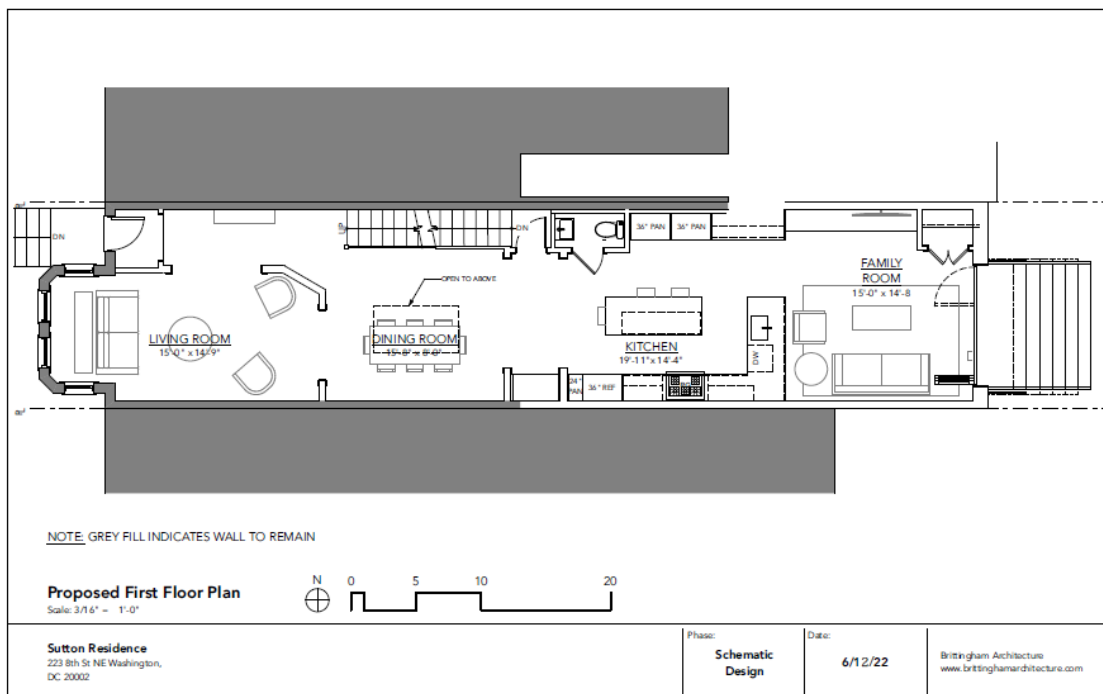 DN
UP
DN
36" PAN
36" PAN
OPEN TO ABOVE
FAMILY
ROOM
15'-0" x 14'-8
LIVING ROOM
15'-0" x 14'-9"
DINING ROOM
KITCHEN
19'-11"x 14'-4"
DW
24"
PAN
36" REF
NOTE: GREY FILL INDICATES WALL TO REMAIN
Proposed First Floor Plan
Scale: 3/16" = 1'-0"
N
0 5 10 20
Sutton Residence
223 8th St NE Washington,
DC 20002
Phase:
Schematic
Design
Date:
6/12/22
Brittingham Architecture
www.brittinghamarchitecture.com